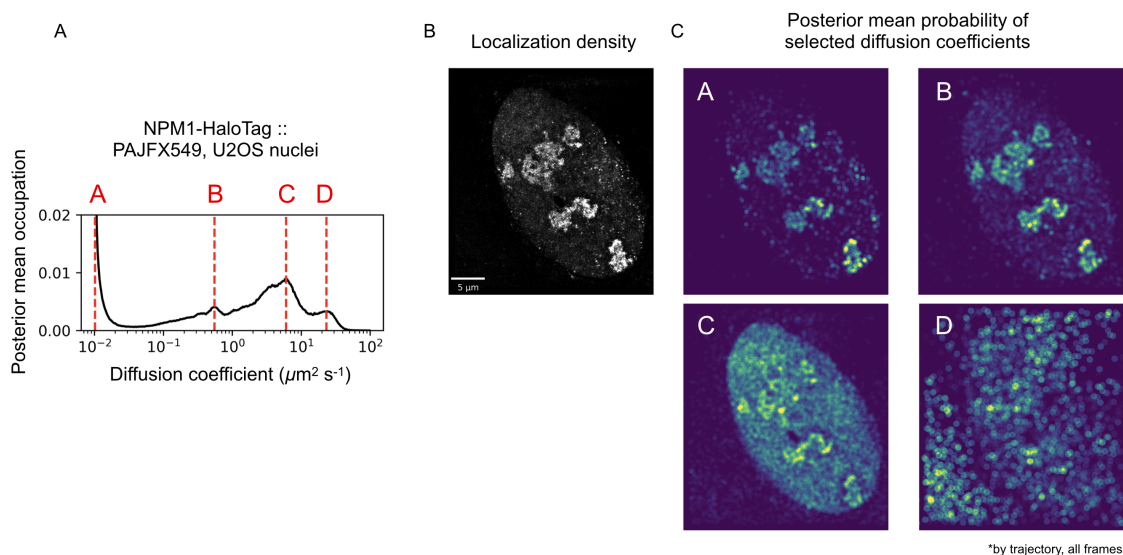 A
NPM1-HaloTag ::
PAJFX549, U2OS nuclei
A B C D
0.02
0.01
0.00
Posterior mean occupation
10⁻² 10⁻¹ 10⁰ 10¹ 10²
Diffusion coefficient (μm² s⁻¹)
B
Localization density
5 μm
C
Posterior mean probability of
selected diffusion coefficients
A
B
C
D
*by trajectory, all frames